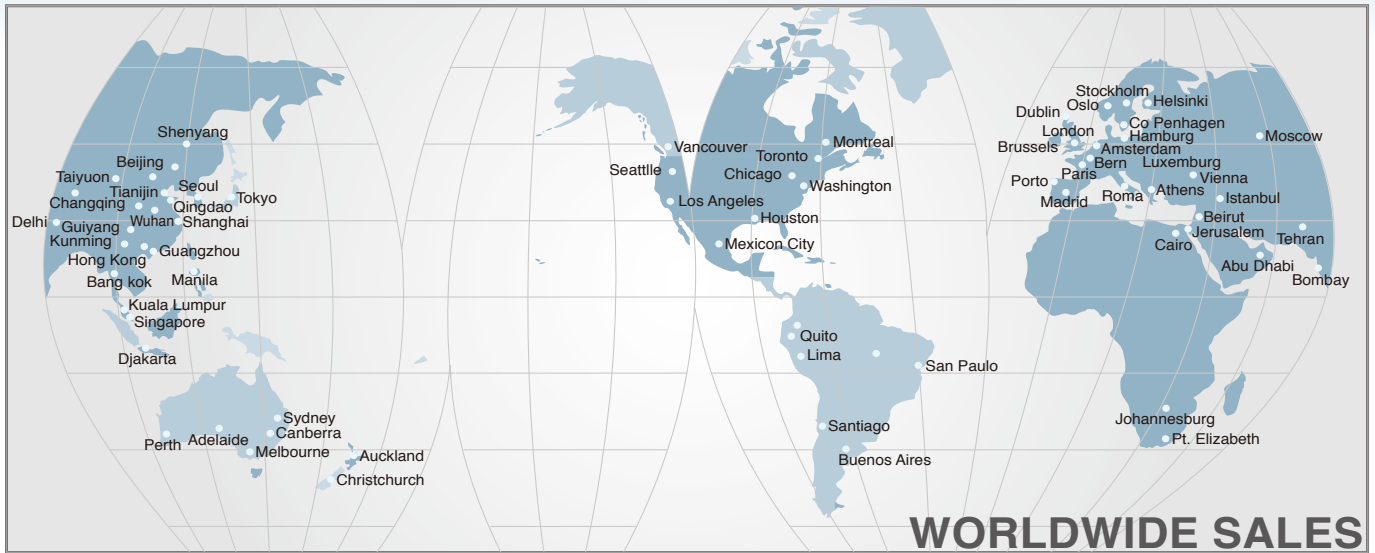 Shenyang
Beijing
Taiyuon
Tianijin
Seoul
Changqing
Qingdao
Tokyo
Delhi
Guiyang
Wuhan
Shanghai
Kunming
Guangzhou
Hong Kong
Bang kok
Manila
Kuala Lumpur
Singapore
Djakarta
Sydney
Canberra
Perth
Adelaide
Melbourne
Auckland
Christchurch
Vancouver
Seattlle
Los Angeles
Montreal
Toronto
Chicago
Washington
Houston
Mexicon City
Quito
Lima
San Paulo
Santiago
Buenos Aires
Stockholm
Oslo
Helsinki
Dublin
Co Penhagen
London
Hamburg
Moscow
Brussels
Amsterdam
Bern
Luxemburg
Paris
Vienna
Porto
Madrid
Roma
Athens
Istanbul
Beirut
Jerusalem
Cairo
Tehran
Abu Dhabi
Bombay
Johannesburg
Pt. Elizabeth
WORLDWIDE SALES